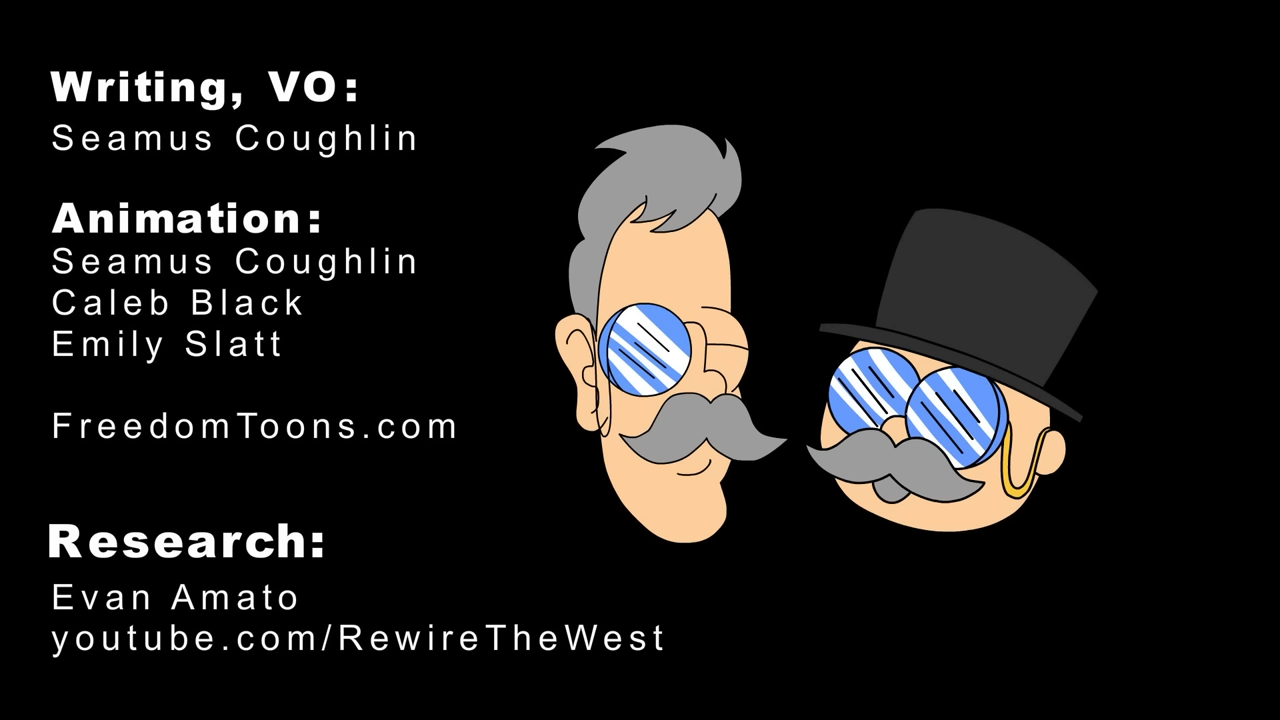 Writing, VO:
Seamus Coughlin
Animation:
Seamus Coughlin
Caleb Black
Emily Slatt
FreedomToons.com
Research:
Evan Amato
youtube.com/RewireTheWest